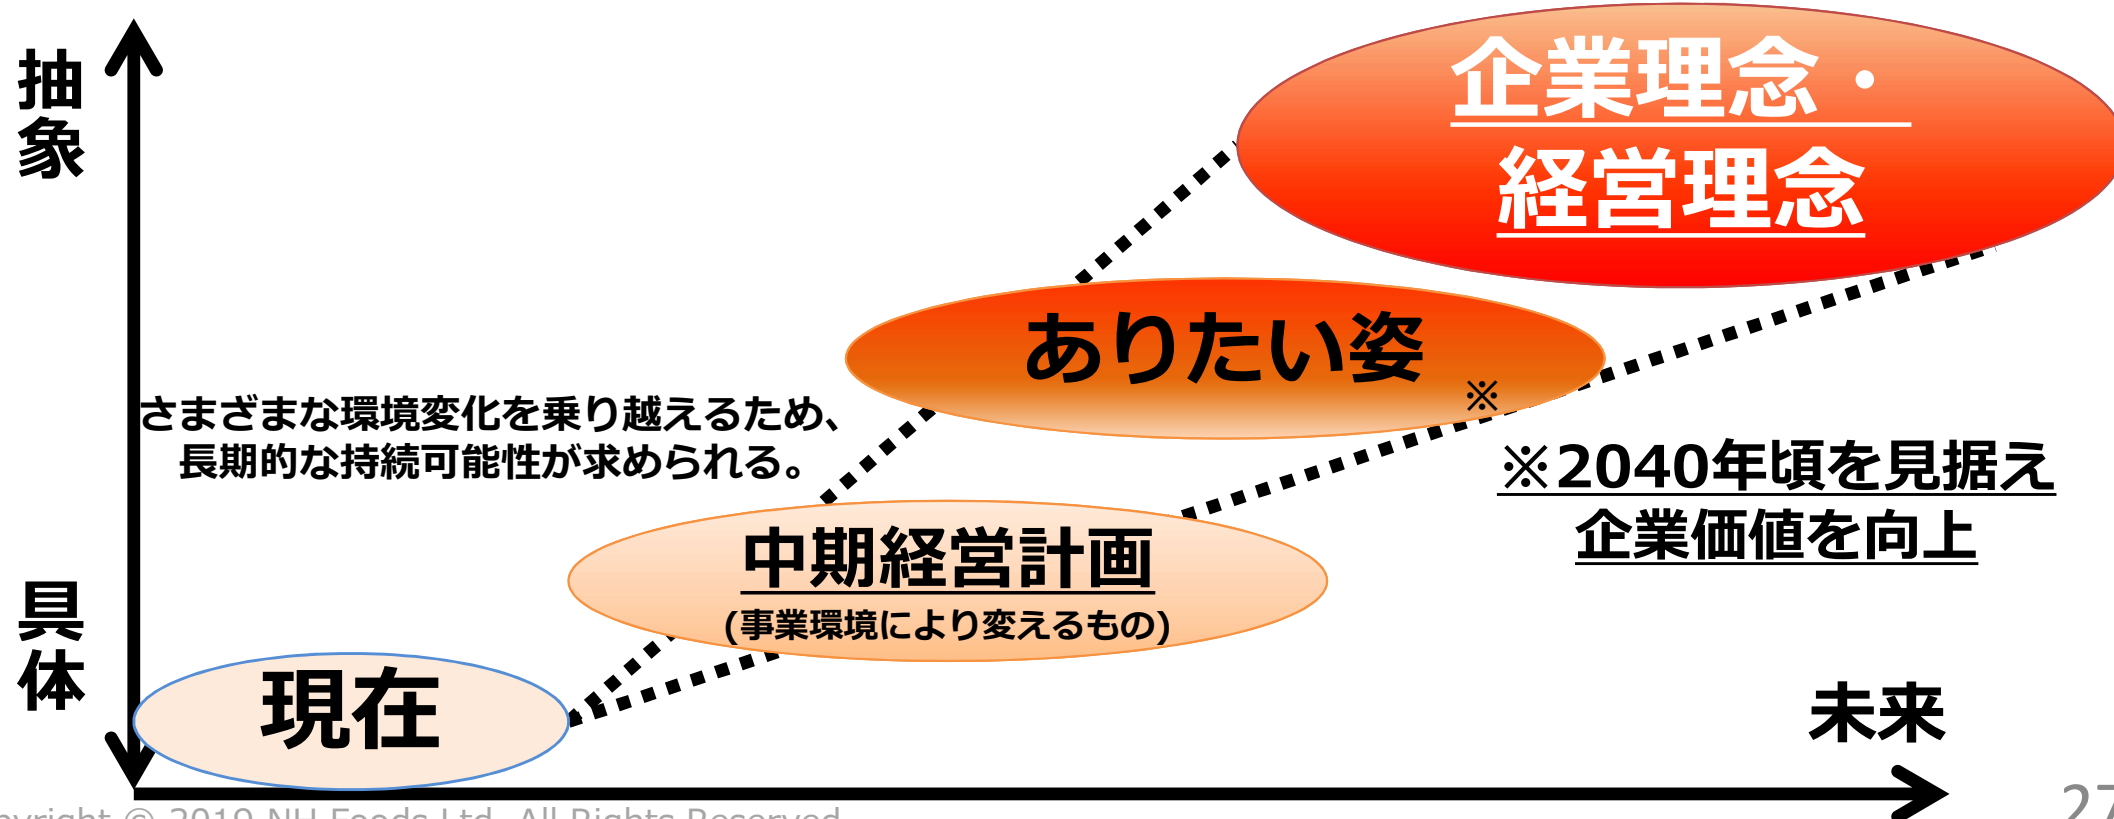 抽象
企業理念・
経営理念
ありたい姿
※
さまざまな環境変化を乗り越えるため、
長期的な持続可能性が求められる。
※2040年頃を見据え
企業価値を向上
中期経営計画
(事業環境により変えるもの)
具体
現在
未来
pyright © 2019 NH Foods Ltd. All Rights Reserved
27